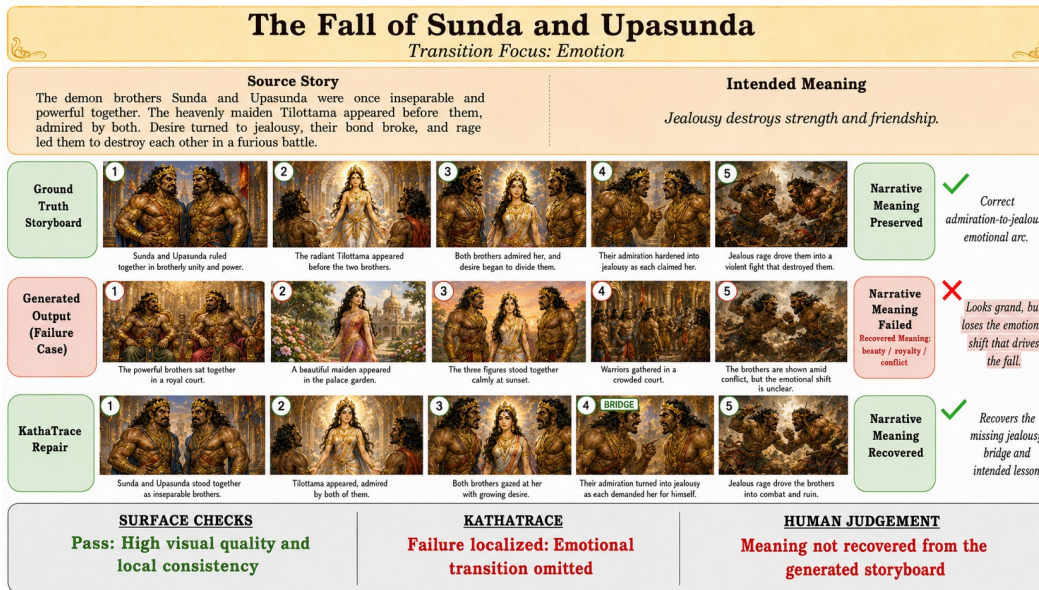 The Fall of Sunda and Upasunda
Transition Focus: Emotion
Source Story
The demon brothers Sunda and Upasunda were once inseparable and
powerful together. The heavenly maiden Tilottama appeared before them,
admired by both. Desire turned to jealousy, their bond broke, and rage
led them to destroy each other in a furious battle.
Intended Meaning
Jealousy destroys strength and friendship.
Ground
Truth
Storyboard
1
2
3
4
5
Sunda and Upasunda ruled
together in brotherly unity and power.
The radiant Tilottama appeared
before the two brothers.
Both brothers admired her, and
desire began to divide them.
Their admiration hardened into
jealousy as each claimed her.
Jealous rage drove them into a
violent fight that destroyed them.
Narrative
Meaning
Preserved
Correct
admiration-to-jealou
emotional arc.
Generated
Output
(Failure
Case)
1
2
3
4
5
The powerful brothers sat together
in a royal court.
A beautiful maiden appeared
in the palace garden.
The three figures stood together
calmly at sunset.
Warriors gathered in a
crowded court.
The brothers are shown amid
conflict, but the emotional shift
is unclear.
Narrative
Meaning
Failed
Recovered Meaning:
beauty / royalty /
conflict
Looks grand, bu
loses the emotion
shift that drives
the fall.
KathaTrace
Repair
1
2
3
4 BRIDGE
5
Sunda and Upasunda stood together
as inseparable brothers.
Tilottama appeared, admired
by both of them.
Both brothers gazed at her
with growing desire.
Their admiration turned into jealousy
as each demanded her for himself.
Jealous rage drove the brothers
into combat and ruin.
Narrative
Meaning
Recovered
Recovers the
missing jealousy
bridge and
intended lesson
SURFACE CHECKS
Pass: High visual quality and
local consistency
KATHATRACE
Failure localized: Emotional
transition omitted
HUMAN JUDGEMENT
Meaning not recovered from the
generated storyboard